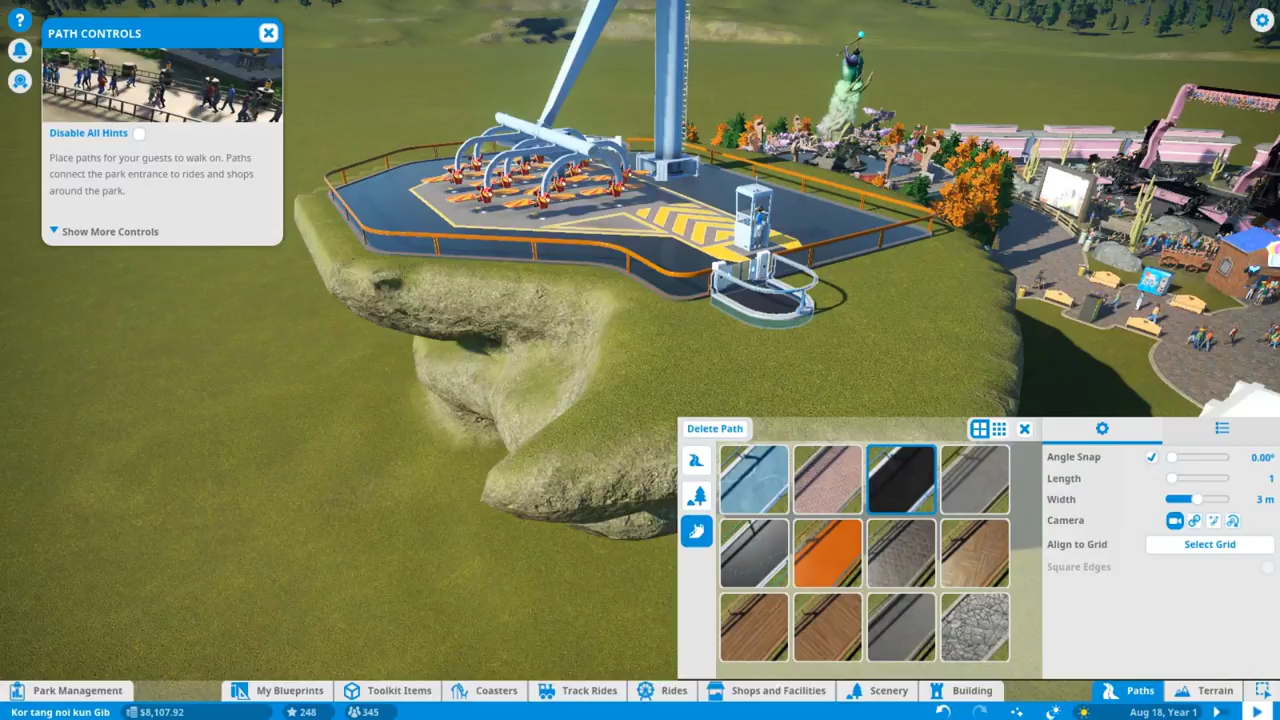 PATH CONTROLS
Disable All Hints
Place paths for your guests to walk on. Paths
connect the park entrance to rides and shops
around the park.
Show More Controls
Delete Path
Angle Snap
0.00°
Length
1
Width
3 m
Camera
Align to Grid
Select Grid
Square Edges
Park Management
My Blueprints
Toolkit Items
Coasters
Track Rides
Rides
Shops and Facilities
Scenery
Building
Paths
Terrain
Kor tang noi kun Gib
$8,107.92
248
345
Aug 18, Year 1